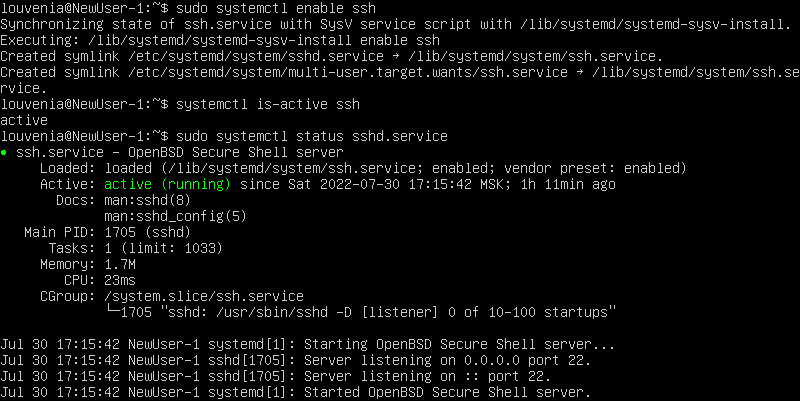 louvenia@NewUser-1:~$ sudo systemctl enable ssh
Synchronizing state of ssh.service with SysV service script with /lib/systemd/systemd-sysv-install.
Executing: /lib/systemd/systemd-sysv-install enable ssh
Created symlink /etc/systemd/system/sshd.service → /lib/systemd/system/ssh.service.
Created symlink /etc/systemd/system/multi-user.target.wants/ssh.service → /lib/systemd/system/ssh.se
rvice.
louvenia@NewUser-1:~$ systemctl is-active ssh
active
louvenia@NewUser-1:~$ sudo systemctl status sshd.service
● ssh.service - OpenBSD Secure Shell server
     Loaded: loaded (/lib/systemd/system/ssh.service; enabled; vendor preset: enabled)
     Active: active (running) since Sat 2022-07-30 17:15:42 MSK; 1h 11min ago
       Docs: man:sshd(8)
             man:sshd_config(5)
   Main PID: 1705 (sshd)
      Tasks: 1 (limit: 1033)
     Memory: 1.7M
        CPU: 23ms
     CGroup: /system.slice/ssh.service
             └─1705 "sshd: /usr/sbin/sshd -D [listener] 0 of 10-100 startups"

Jul 30 17:15:42 NewUser-1 systemd[1]: Starting OpenBSD Secure Shell server...
Jul 30 17:15:42 NewUser-1 sshd[1705]: Server listening on 0.0.0.0 port 22.
Jul 30 17:15:42 NewUser-1 sshd[1705]: Server listening on :: port 22.
Jul 30 17:15:42 NewUser-1 systemd[1]: Started OpenBSD Secure Shell server.